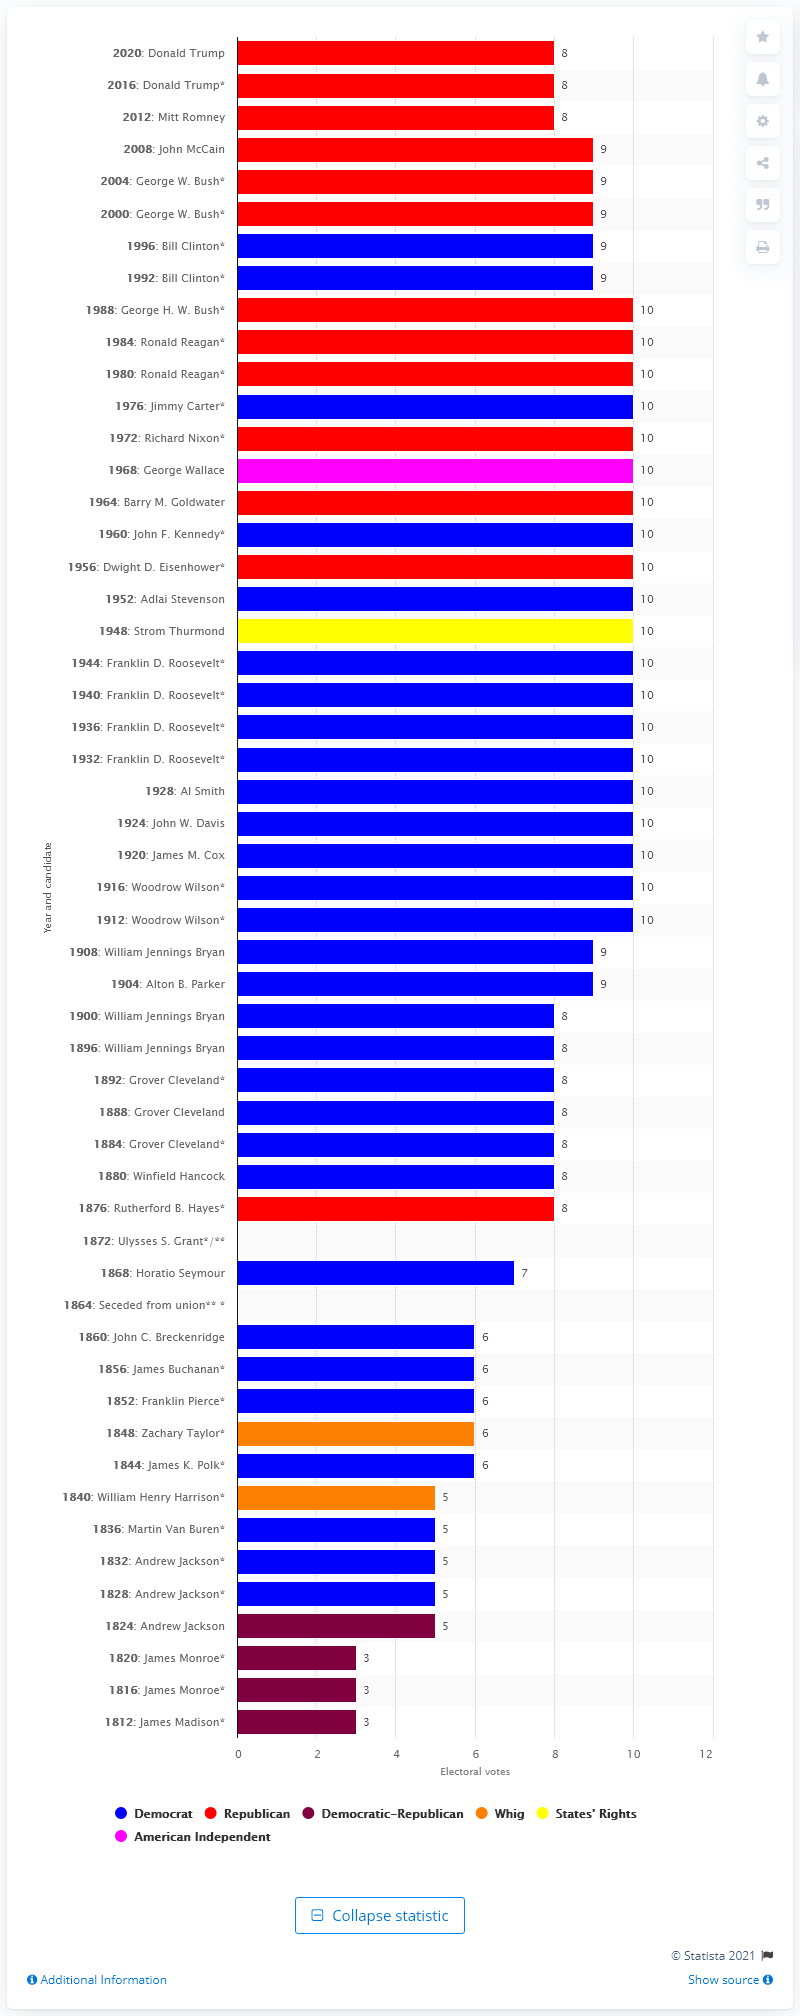 2020: Donald Trump 8
2016: Donald Trump* 8
2012: Mitt Romney 8
2008: John McCain 9
2004: George W. Bush* 9
2000: George W. Bush* 9
1996: Bill Clinton* 9
1992: Bill Clinton* 9
1988: George H. W. Bush* 10
1984: Ronald Reagan* 10
1980: Ronald Reagan* 10
1976: Jimmy Carter* 10
1972: Richard Nixon* 10
1968: George Wallace 10
1964: Barry M. Goldwater 10
1960: John F. Kennedy* 10
1956: Dwight D. Eisenhower* 10
1952: Adlai Stevenson 10
1948: Strom Thurmond 10
1944: Franklin D. Roosevelt* 10
1940: Franklin D. Roosevelt* 10
1936: Franklin D. Roosevelt* 10
1932: Franklin D. Roosevelt* 10
1928: Al Smith 10
1924: John W. Davis 10
1920: James M. Cox 10
1916: Woodrow Wilson* 10
1912: Woodrow Wilson* 10
1908: William Jennings Bryan 9
1904: Alton B. Parker 9
1900: William Jennings Bryan 8
1896: William Jennings Bryan 8
1892: Grover Cleveland* 8
1888: Grover Cleveland 8
1884: Grover Cleveland* 8
1880: Winfield Hancock 8
1876: Rutherford B. Hayes* 8
1872: Ulysses S. Grant*/**
1868: Horatio Seymour 7
1864: Seceded from union** *
1860: John C. Breckenridge 6
1856: James Buchanan* 6
1852: Franklin Pierce* 6
1848: Zachary Taylor* 6
1844: James K. Polk* 6
1840: William Henry Harrison* 5
1836: Martin Van Buren* 5
1832: Andrew Jackson* 5
1828: Andrew Jackson* 5
1824: Andrew Jackson 5
1820: James Monroe* 3
1816: James Monroe* 3
1812: James Madison* 3
Year and candidate
0 2 4 6 8 10 12
Electoral votes
Democrat Republican Democratic-Republican Whig States' Rights
American Independent
Collapse statistic
© Statista 2021
Additional Information Show source